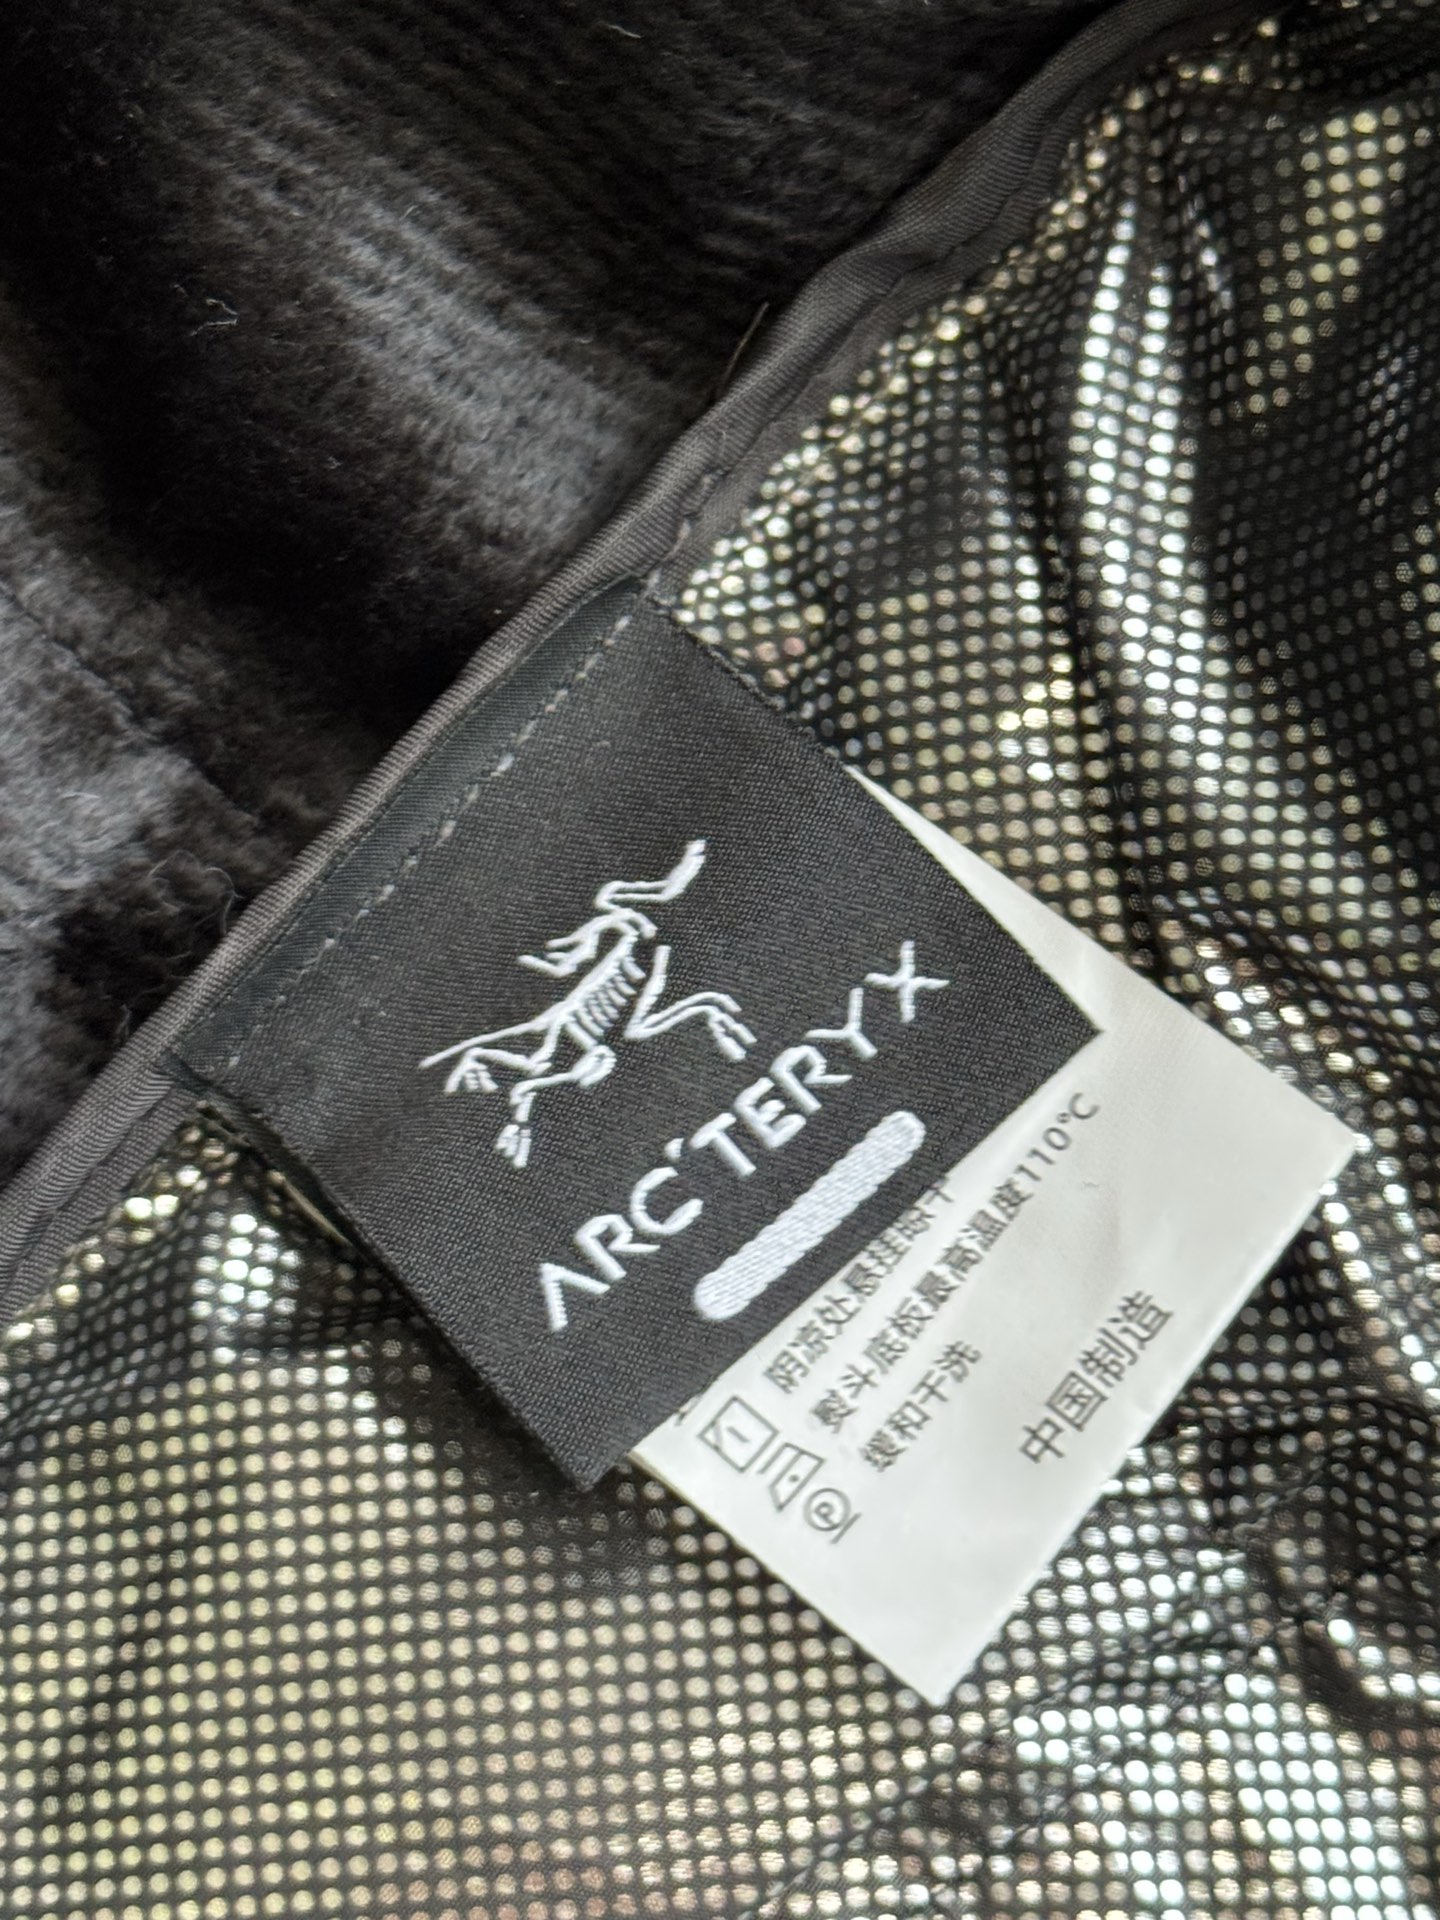 ARC'TERYX
阴凉处悬挂晾干
熨斗底板最高温度110℃
缓和干洗
P
中国制造